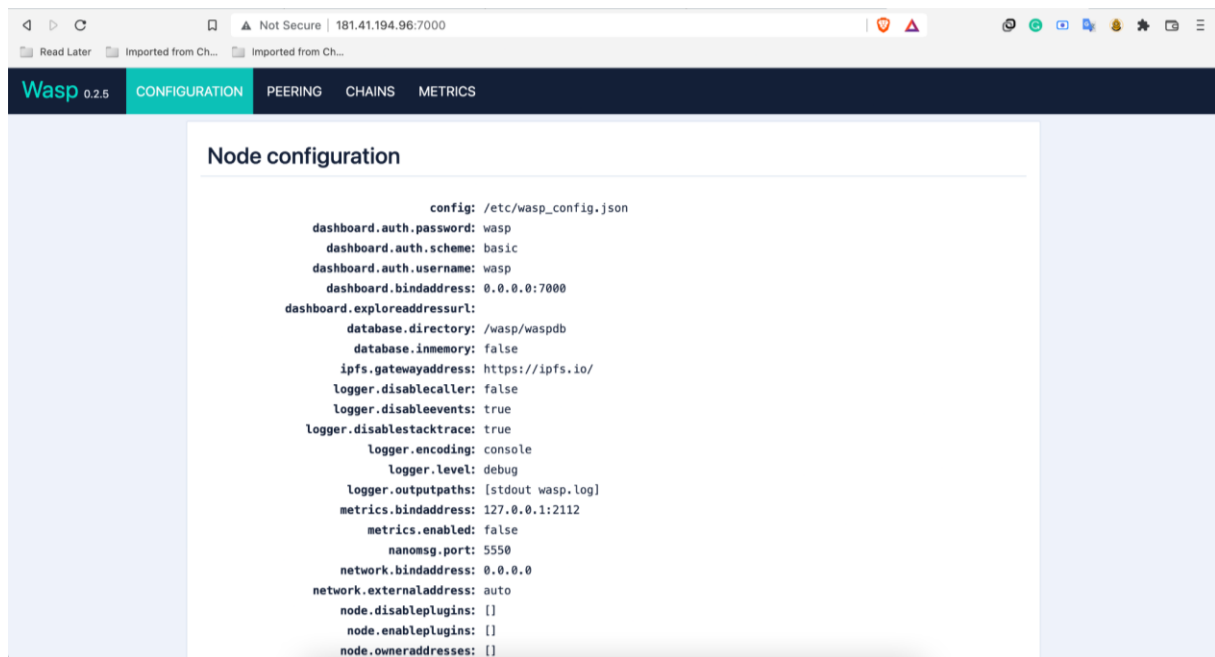 Not Secure | 181.41.194.96:7000
Read Later Imported from Ch... Imported from Ch...
Wasp 0.2.5 CONFIGURATION PEERING CHAINS METRICS
Node configuration
config: /etc/wasp_config.json
dashboard.auth.password: wasp
dashboard.auth.scheme: basic
dashboard.auth.username: wasp
dashboard.bindaddress: 0.0.0.0:7000
dashboard.exploreaddressurl:
database.directory: /wasp/waspdb
database.inmemory: false
ipfs.gatewayaddress: https://ipfs.io/
logger.disablecaller: false
logger.disableevents: true
logger.disablestacktrace: true
logger.encoding: console
logger.level: debug
logger.outputpaths: [stdout wasp.log]
metrics.bindaddress: 127.0.0.1:2112
metrics.enabled: false
nanomsg.port: 5550
network.bindaddress: 0.0.0.0
network.externaladdress: auto
node.disableplugins: []
node.enableplugins: []
node.owneraddresses: []